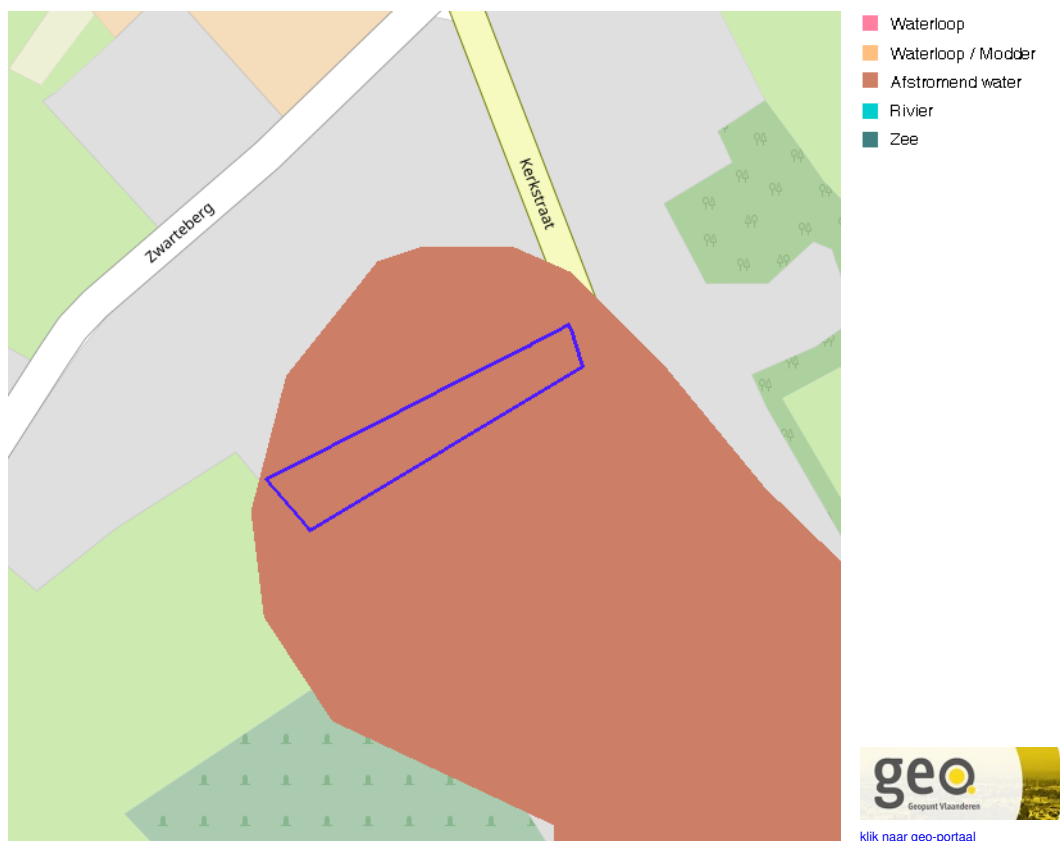 Waterloop
Waterloop / Modder
Afstromend water
Rivier
Zee
Kerkstraat
Zwarteberg
geo
Geopunt Vlaanderen
klik naar geo-portaal